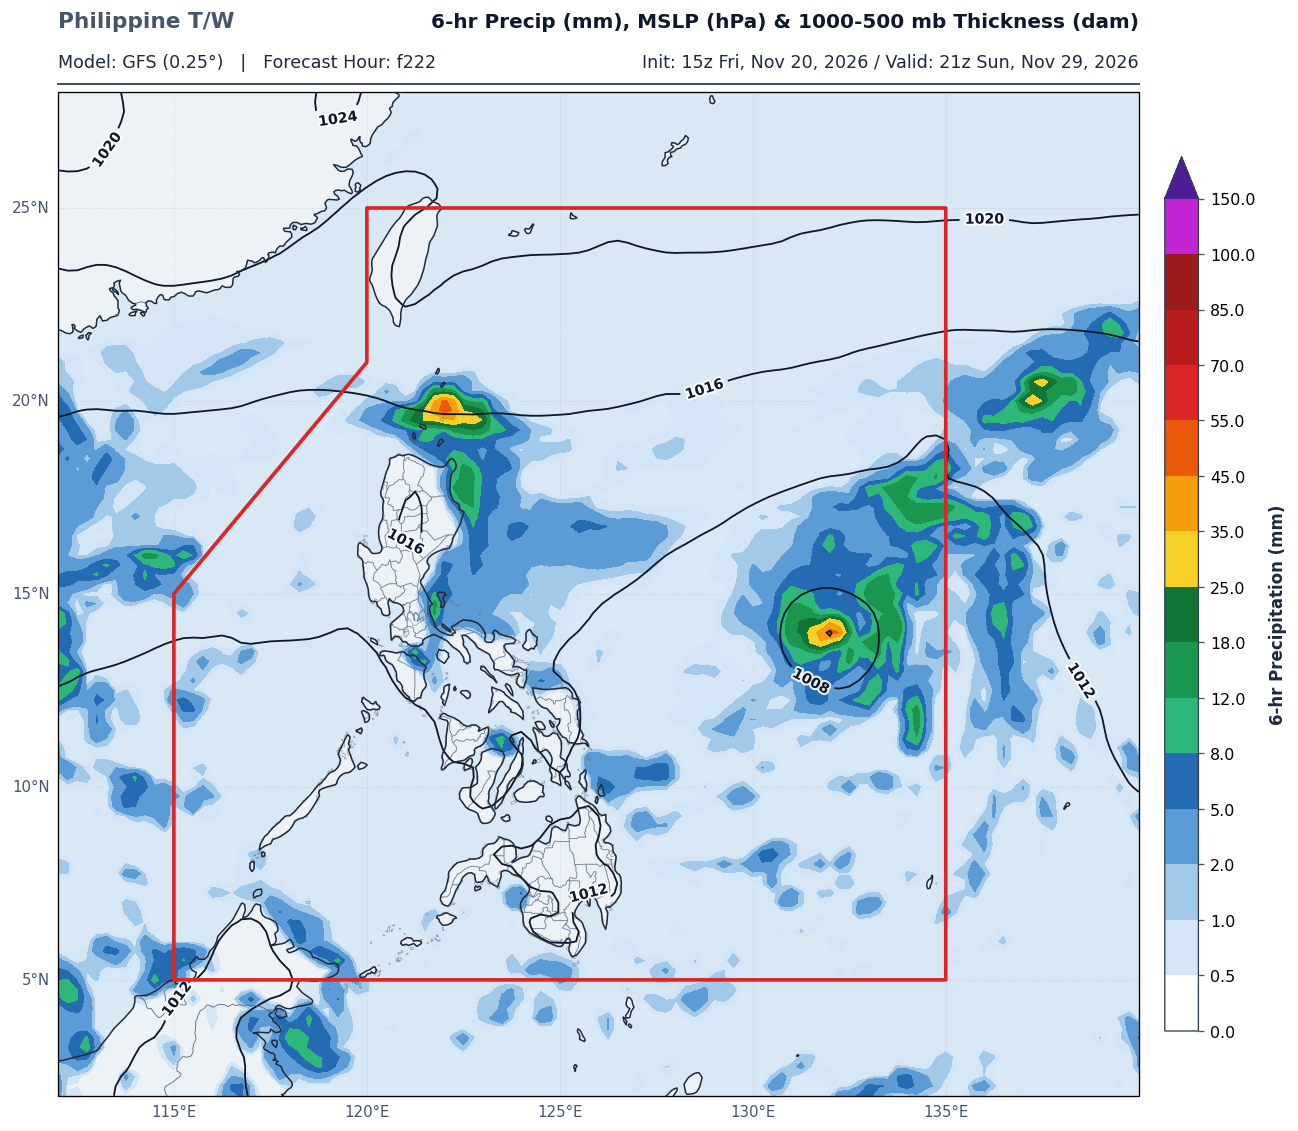 Philippine T/W
6-hr Precip (mm), MSLP (hPa) & 1000-500 mb Thickness (dam)
Model: GFS (0.25°) | Forecast Hour: f222
Init: 15z Fri, Nov 20, 2026 / Valid: 21z Sun, Nov 29, 2026
1024
1020
1020
1016
1016
1008
1012
1012
1012
25°N
20°N
15°N
10°N
5°N
115°E
120°E
125°E
130°E
135°E
150.0
100.0
85.0
70.0
55.0
45.0
35.0
25.0
18.0
12.0
8.0
5.0
2.0
1.0
0.5
0.0
6-hr Precipitation (mm)